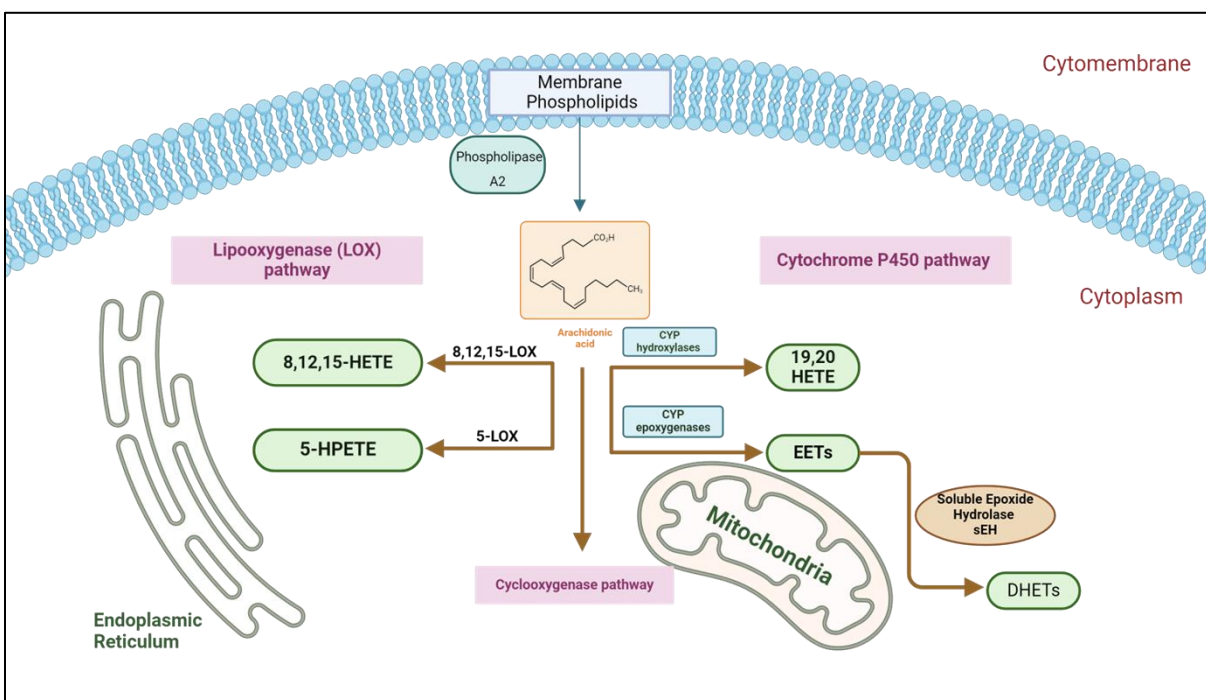 Cytomembrane
Membrane
Phospholipids
Phospholipase
A2
Lipooxygenase (LOX)
pathway
CO₂H
CH₃
Cytochrome P450 pathway
Cytoplasm
Arachidonic
acid
CYP
hydroxylases
8,12,15-HETE
8,12,15-LOX
19,20
HETE
CYP
epoxygenases
5-HPETE
5-LOX
EETs
Soluble Epoxide
Hydrolase
sEH
Mitochondria
Cyclooxygenase pathway
DHETs
Endoplasmic
Reticulum